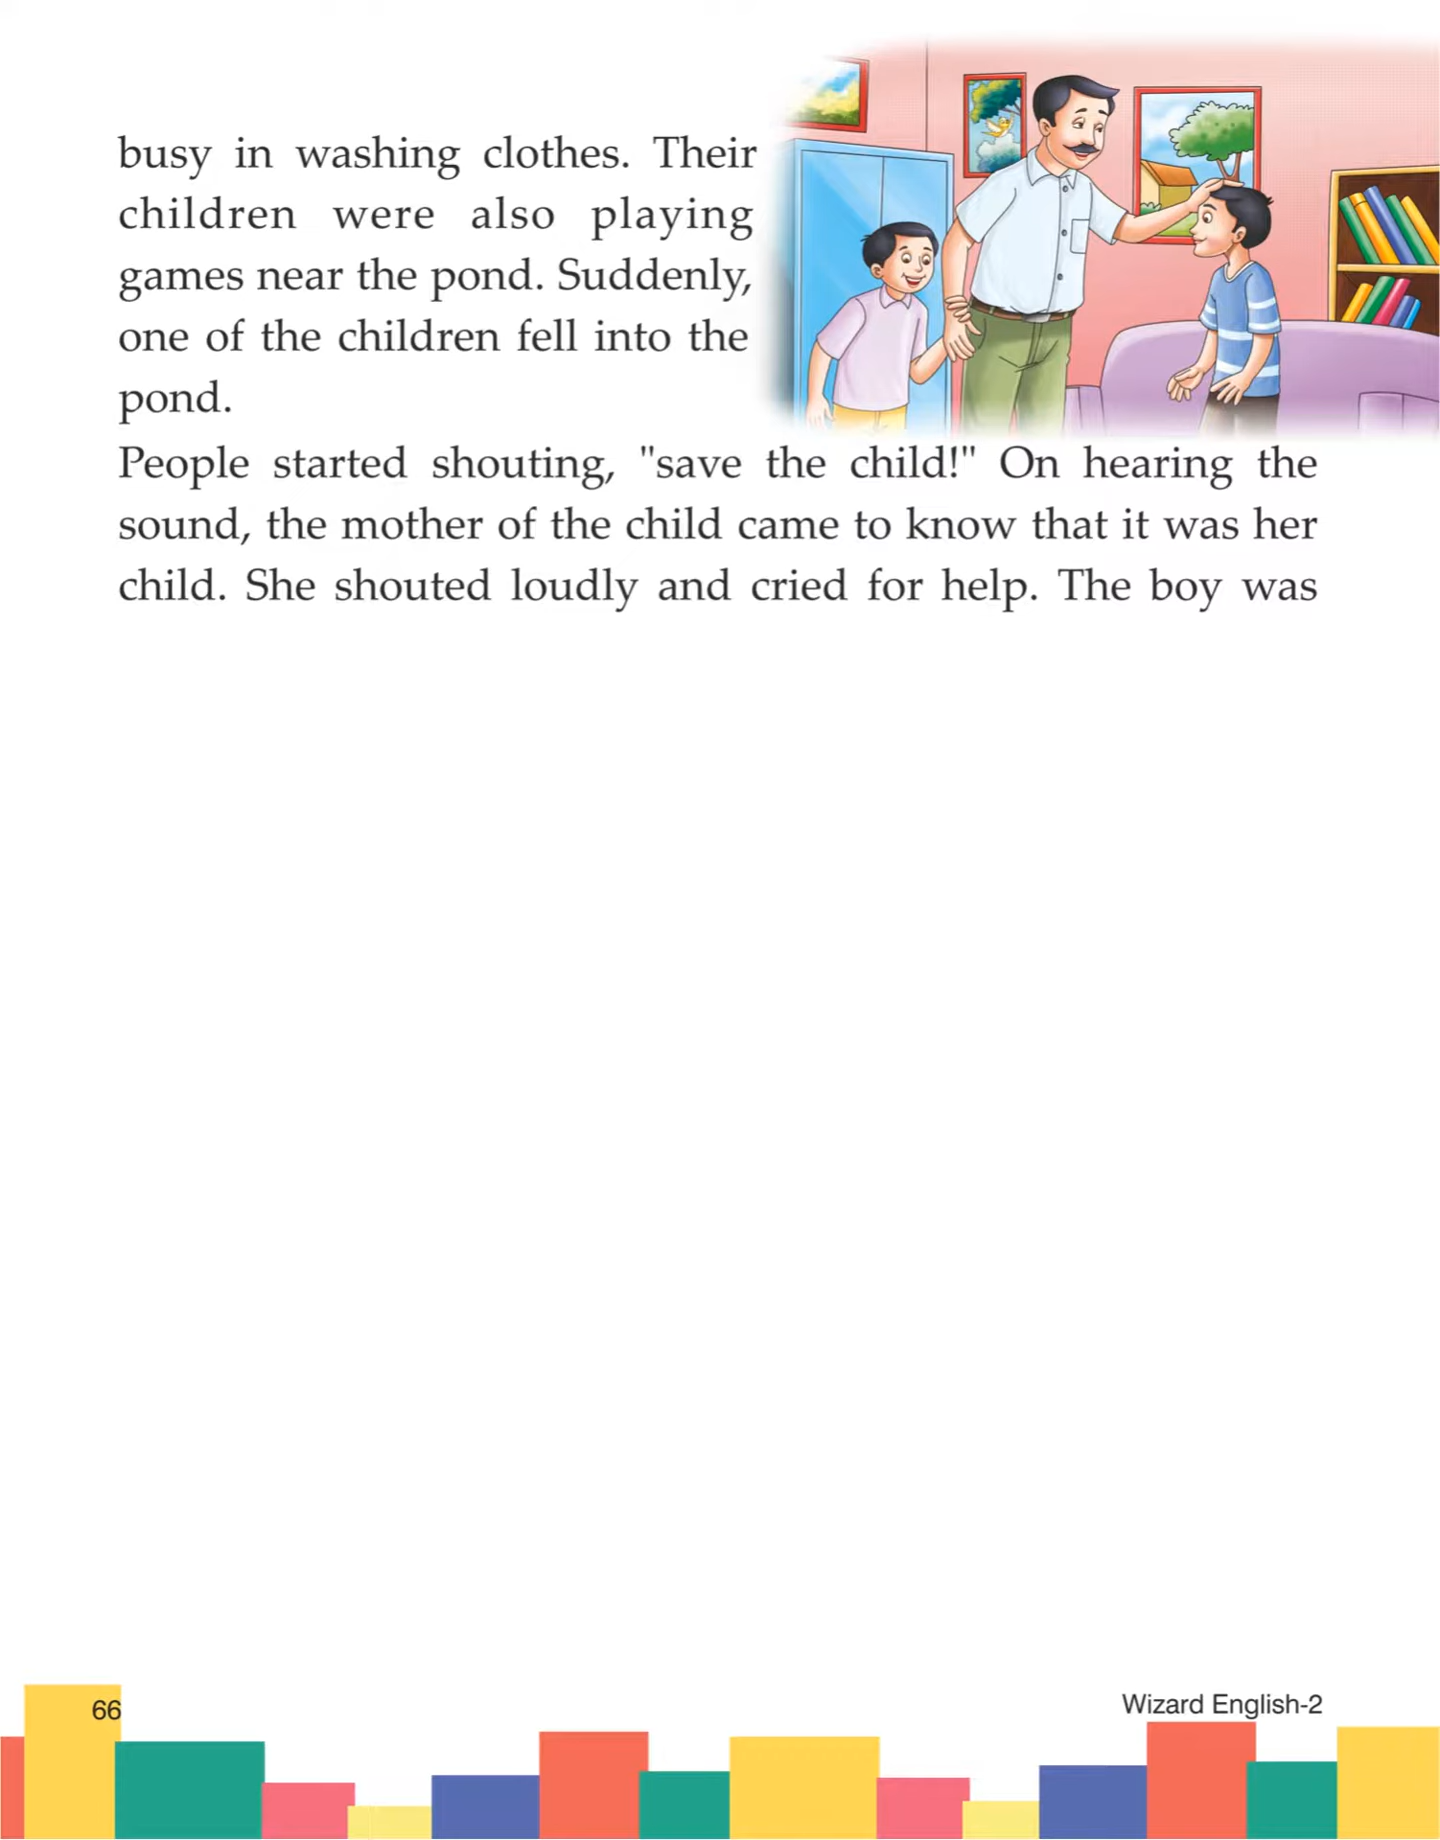 busy in washing clothes. Their
children were also playing
games near the pond. Suddenly,
one of the children fell into the
pond.
People started shouting, "save the child!" On hearing the
sound, the mother of the child came to know that it was her
child. She shouted loudly and cried for help. The boy was
66
Wizard English-2